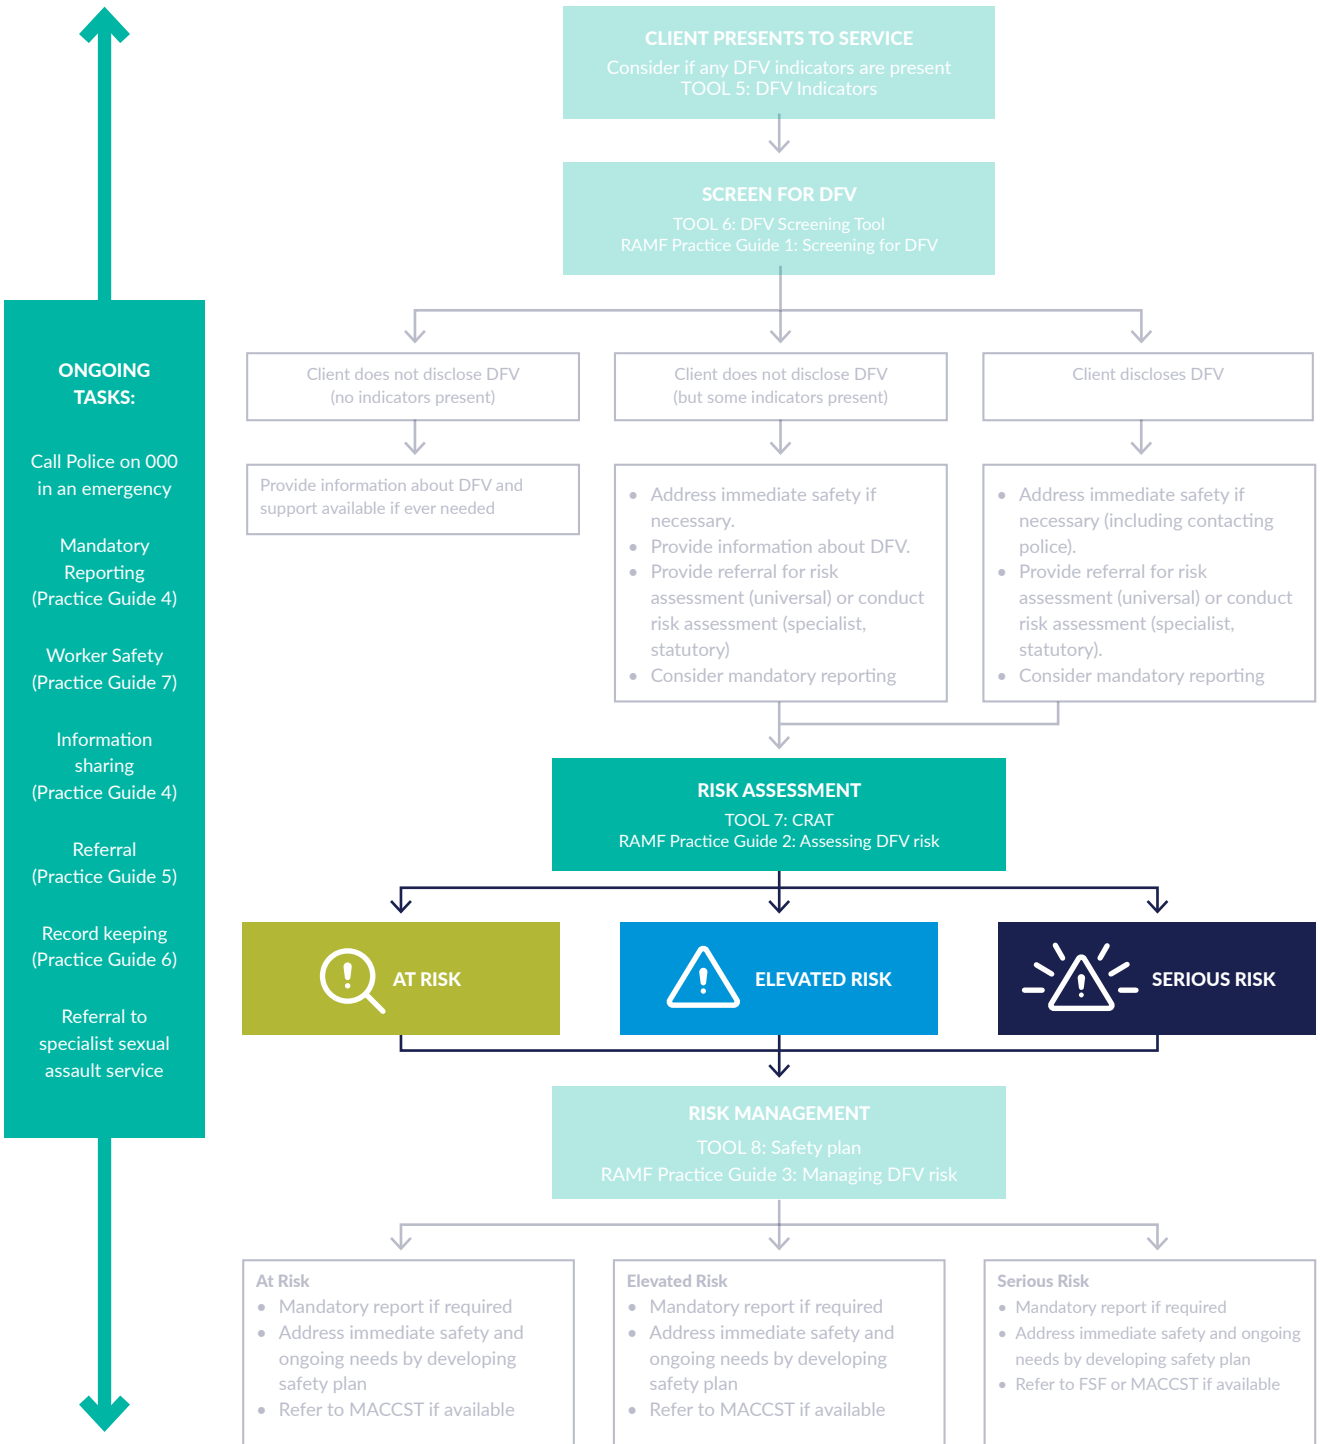 CLIENT PRESENTS TO SERVICE
Consider if any DFV indicators are present
TOOL 5: DFV Indicators
SCREEN FOR DFV
TOOL 6: DFV Screening Tool
RAMF Practice Guide 1: Screening for DFV
ONGOING
TASKS:
Call Police on 000
in an emergency
Mandatory
Reporting
(Practice Guide 4)
Worker Safety
(Practice Guide 7)
Information
sharing
(Practice Guide 4)
Referral
(Practice Guide 5)
Record keeping
(Practice Guide 6)
Referral to
specialist sexual
assault service
Client does not disclose DFV
(no indicators present)
Client does not disclose DFV
(but some indicators present)
Client discloses DFV
Provide information about DFV and
support available if ever needed
• Address immediate safety if
necessary.
• Provide information about DFV.
• Provide referral for risk
assessment (universal) or conduct
risk assessment (specialist,
statutory)
• Consider mandatory reporting
• Address immediate safety if
necessary (including contacting
police).
• Provide referral for risk
assessment (universal) or conduct
risk assessment (specialist,
statutory).
• Consider mandatory reporting
RISK ASSESSMENT
TOOL 7: CRAT
RAMF Practice Guide 2: Assessing DFV risk
AT RISK
ELEVATED RISK
SERIOUS RISK
RISK MANAGEMENT
TOOL 8: Safety plan
RAMF Practice Guide 3: Managing DFV risk
At Risk
• Mandatory report if required
• Address immediate safety and
ongoing needs by developing
safety plan
• Refer to MACCST if available
Elevated Risk
• Mandatory report if required
• Address immediate safety and
ongoing needs by developing
safety plan
• Refer to MACCST if available
Serious Risk
• Mandatory report if required
• Address immediate safety and ongoing
needs by developing safety plan
• Refer to FSF or MACCST if available